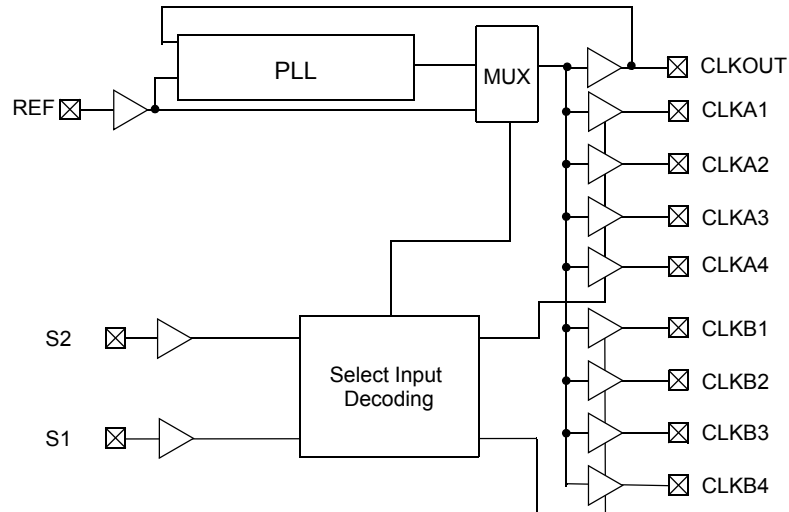 PLL
MUX
REF
CLKOUT
CLKA1
CLKA2
CLKA3
CLKA4
S2
S1
Select Input
Decoding
CLKB1
CLKB2
CLKB3
CLKB4